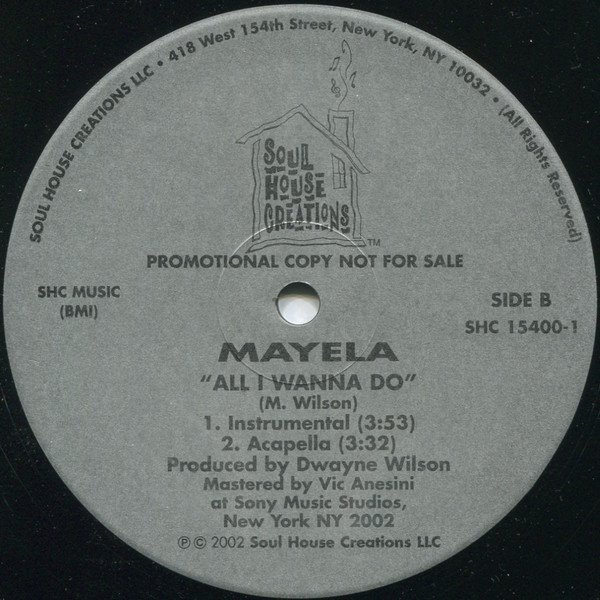 SOUL HOUSE CREATIONS LLC • 418 West 154th Street, New York, NY 10032 • (All Rights Reserved)
SOUL
HOUSE
CREATIONS
TM
PROMOTIONAL COPY NOT FOR SALE
SHC MUSIC
(BMI)
SIDE B
SHC 15400-1
MAYELA
"ALL I WANNA DO"
(M. Wilson)
1. Instrumental (3:53)
2. Acapella (3:32)
Produced by Dwayne Wilson
Mastered by Vic Anesini
at Sony Music Studios,
New York NY 2002
℗ © 2002 Soul House Creations LLC